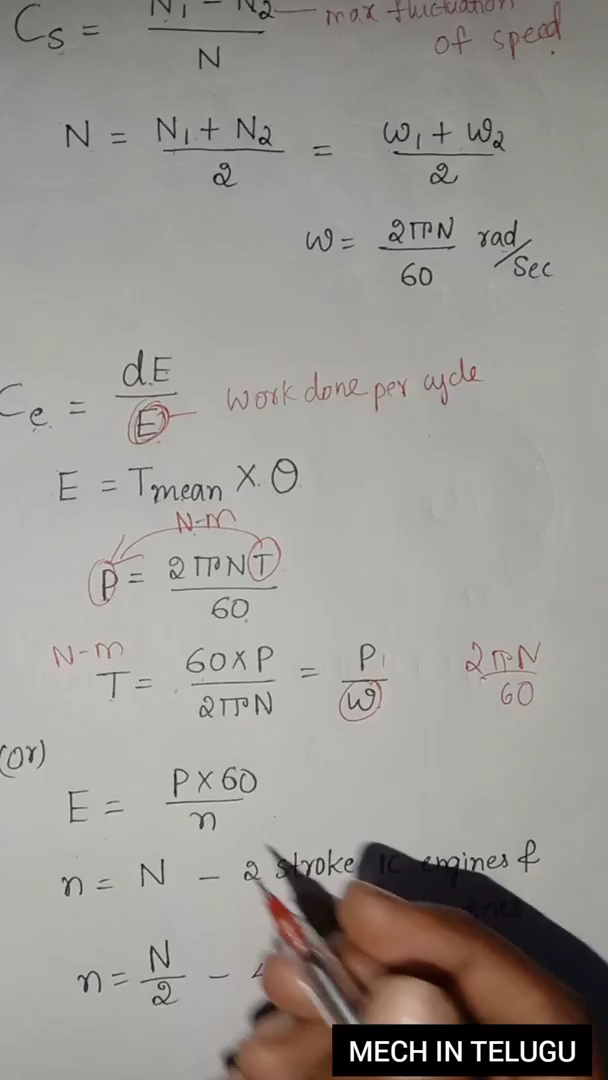 Cs = N1 - N2 — max fluctuation of speed
N
N = N1 + N2 / 2 = ω1 + ω2 / 2
ω = 2πN / 60 rad/sec
Ce = dE / E — Work done per cycle
E = Tmean × θ
N-m
P = 2πNT / 60
N-m
T = 60×P / 2πN = P / ω 2πN / 60
(Or)
E = P×60 / n
n = N - 2 stroke IC engines &
n = N / 2 -
MECH IN TELUGU